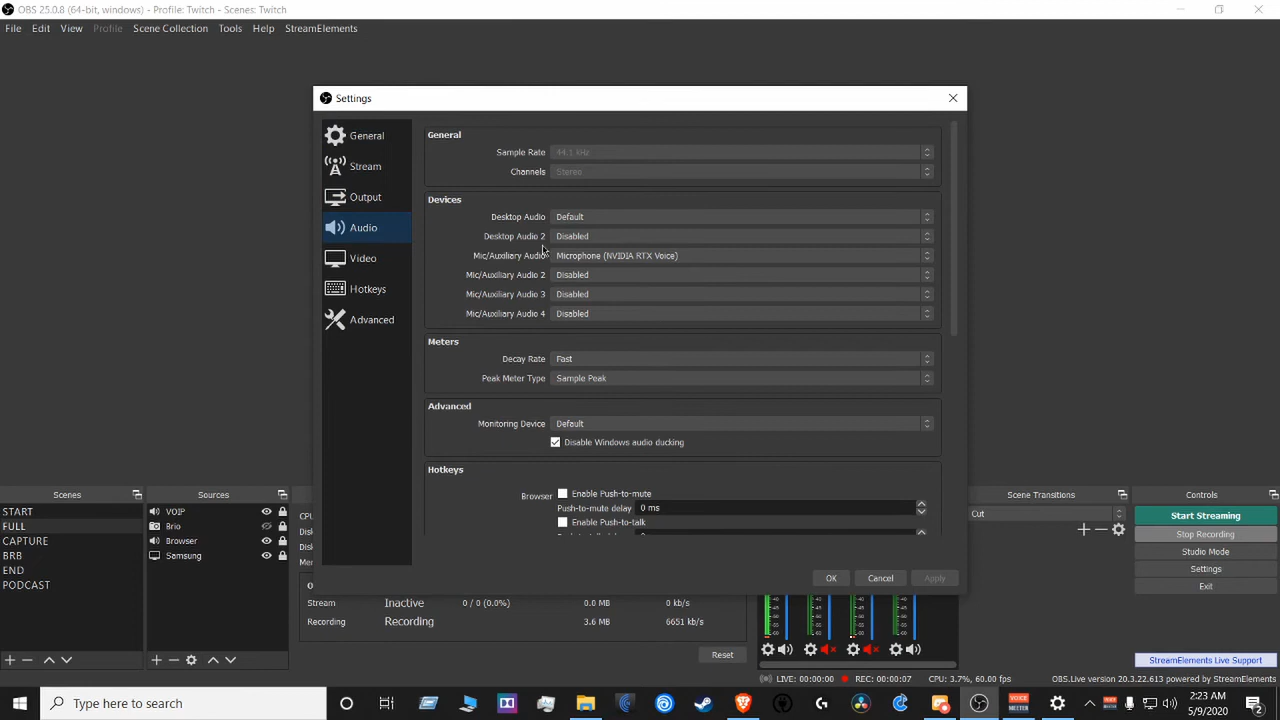 OBS 25.0.8 (64-bit, windows) - Profile: Twitch - Scenes: Twitch
File Edit View Profile Scene Collection Tools Help StreamElements
Settings
General
Stream
Output
Audio
Video
Hotkeys
Advanced
General
Sample Rate 44.1 kHz
Channels Stereo
Devices
Desktop Audio Default
Desktop Audio 2 Disabled
Mic/Auxiliary Audio Microphone (NVIDIA RTX Voice)
Mic/Auxiliary Audio 2 Disabled
Mic/Auxiliary Audio 3 Disabled
Mic/Auxiliary Audio 4 Disabled
Meters
Decay Rate Fast
Peak Meter Type Sample Peak
Advanced
Monitoring Device Default
Disable Windows audio ducking
Hotkeys
Browser Enable Push-to-mute
Push-to-mute delay 0 ms
Enable Push-to-talk
OK Cancel Apply
Scenes
START
FULL
CAPTURE
BRB
END
PODCAST
Sources
VOIP
Brio
Browser
Samsung
CPU
Stream Inactive 0 / 0 (0.0%) 0.0 MB 0 kb/s
Recording Recording 3.6 MB 6651 kb/s
Reset
Scene Transitions
Cut
Controls
Start Streaming
Stop Recording
Studio Mode
Settings
Exit
StreamElements Live Support
LIVE: 00:00:00 REC: 00:00:07 CPU: 3.7%, 60.00 fps
OBS.Live version 20.3.22.613 powered by StreamElements
Type here to search
2:23 AM
5/9/2020
2